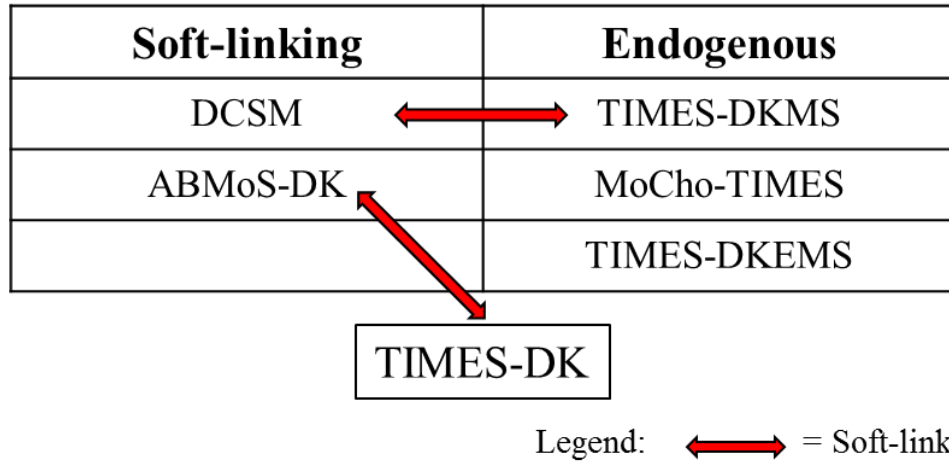 Soft-linking Endogenous
DCSM TIMES-DKMS
ABMoS-DK MoCho-TIMES
TIMES-DKEMS
TIMES-DK
Legend: = Soft-link